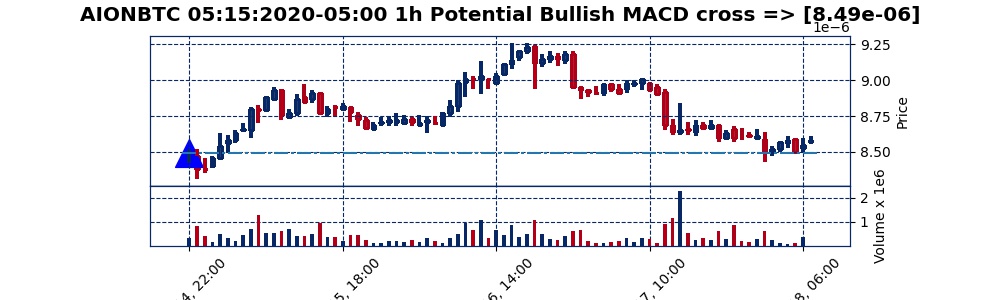 AIONBTC 05:15:2020-05:00 1h Potential Bullish MACD cross => [8.49e-06]
1e−6
9.25
9.00
8.75
8.50
Price
2
1
Volume x 1e6
4, 22:00
5, 18:00
6, 14:00
7, 10:00
8, 06:00